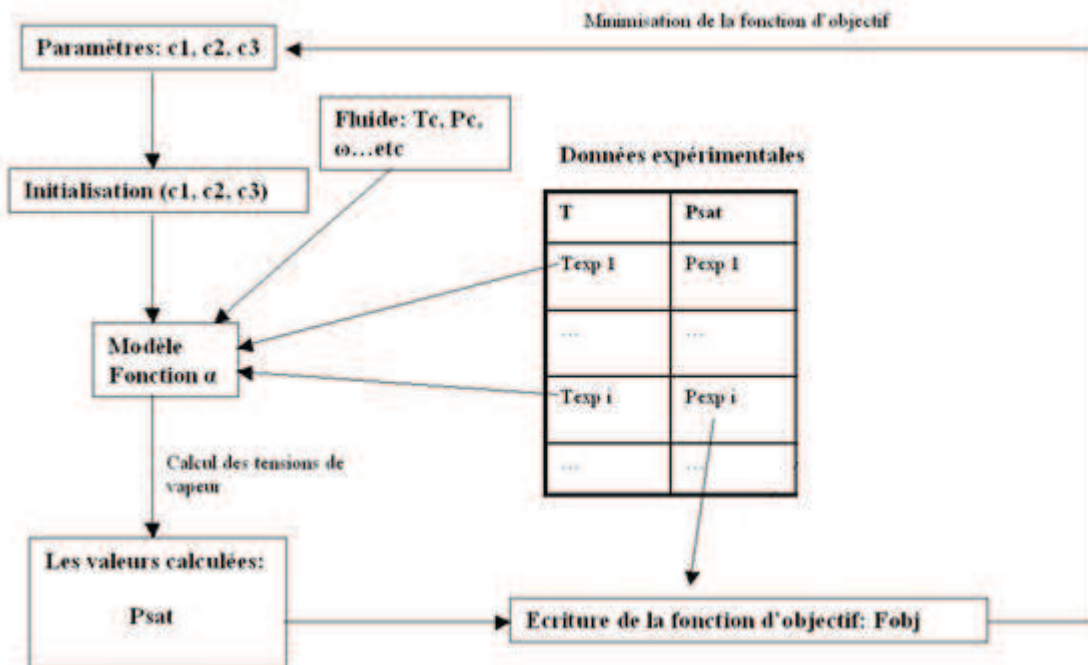 Minimisation de la fonction d'objectif
Paramètres: c1, c2, c3
Fluide: Tc, Pc,
ω...etc
Données expérimentales
Initialisation (c1, c2, c3)
T Psat
Texp 1 Pexp 1
... ...
Modèle
Fonction α
Texp i Pexp i
... ...
Calcul des tensions de
vapeur
Les valeurs calculées:
Psat
Ecriture de la fonction d'objectif: Fobj